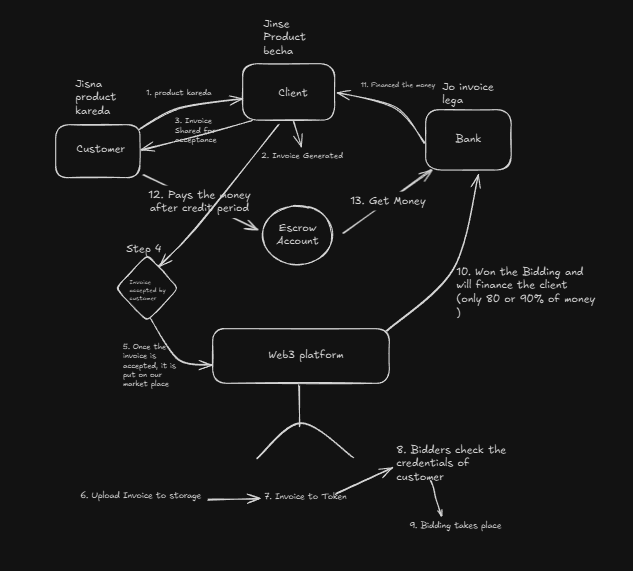 Jinse
Product
becha
Client
Jisna
product
kareda
1. product kareda
11. Financed the money
Jo invoice
lega
Customer
3. Invoice
Shared for
acceptance
2. Invoice Generated
Bank
12. Pays the money
after credit period
13. Get Money
Escrow
Account
Step 4
Invoice
accepted by
customer
10. Won the Bidding and
will finance the client
(only 80 or 90% of money
)
5. Once the
invoice is
accepted, it is
put on our
market place
Web3 platform
8. Bidders check the
credentials of
customer
6. Upload Invoice to storage
7. Invoice to Token
9. Bidding takes place